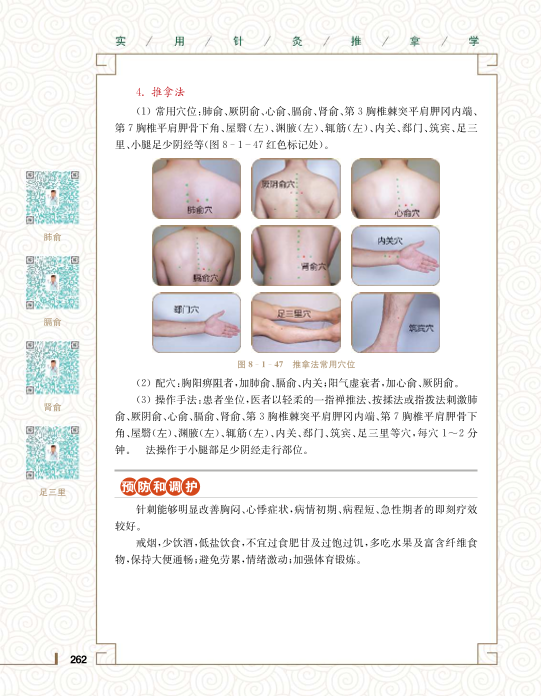 实 / 用 / 针 / 灸 / 推 / 拿 / 学
4. 推拿法
(1) 常用穴位:肺俞、厥阴俞、心俞、膈俞、肾俞、第 3 胸椎棘突平肩胛冈内端、
第 7 胸椎平肩胛骨下角、屋翳(左)、渊腋(左)、辄筋(左)、内关、郄门、筑宾、足三
里、小腿足少阴经等(图 8-1-47 红色标记处)。
肺俞穴
厥阴俞穴
心俞穴
膈俞穴
肾俞穴
内关穴
郄门穴
足三里穴
筑宾穴
图 8-1-47 推拿法常用穴位
(2) 配穴:胸阳痹阻者,加肺俞、膈俞、内关;阳气虚衰者,加心俞、厥阴俞。
(3) 操作手法:患者坐位,医者以轻柔的一指禅推法、按揉法或指拨法刺激肺
俞、厥阴俞、心俞、膈俞、肾俞、第 3 胸椎棘突平肩胛冈内端、第 7 胸椎平肩胛骨下
角、屋翳(左)、渊腋(左)、辄筋(左)、内关、郄门、筑宾、足三里等穴,每穴 1～2 分
钟。 法操作于小腿部足少阴经走行部位。
预防和调护
针刺能够明显改善胸闷、心悸症状,病情初期、病程短、急性期者的即刻疗效
较好。
戒烟,少饮酒,低盐饮食,不宜过食肥甘及过饱过饥,多吃水果及富含纤维食
物,保持大便通畅;避免劳累,情绪激动;加强体育锻炼。
肺俞
膈俞
肾俞
足三里
262